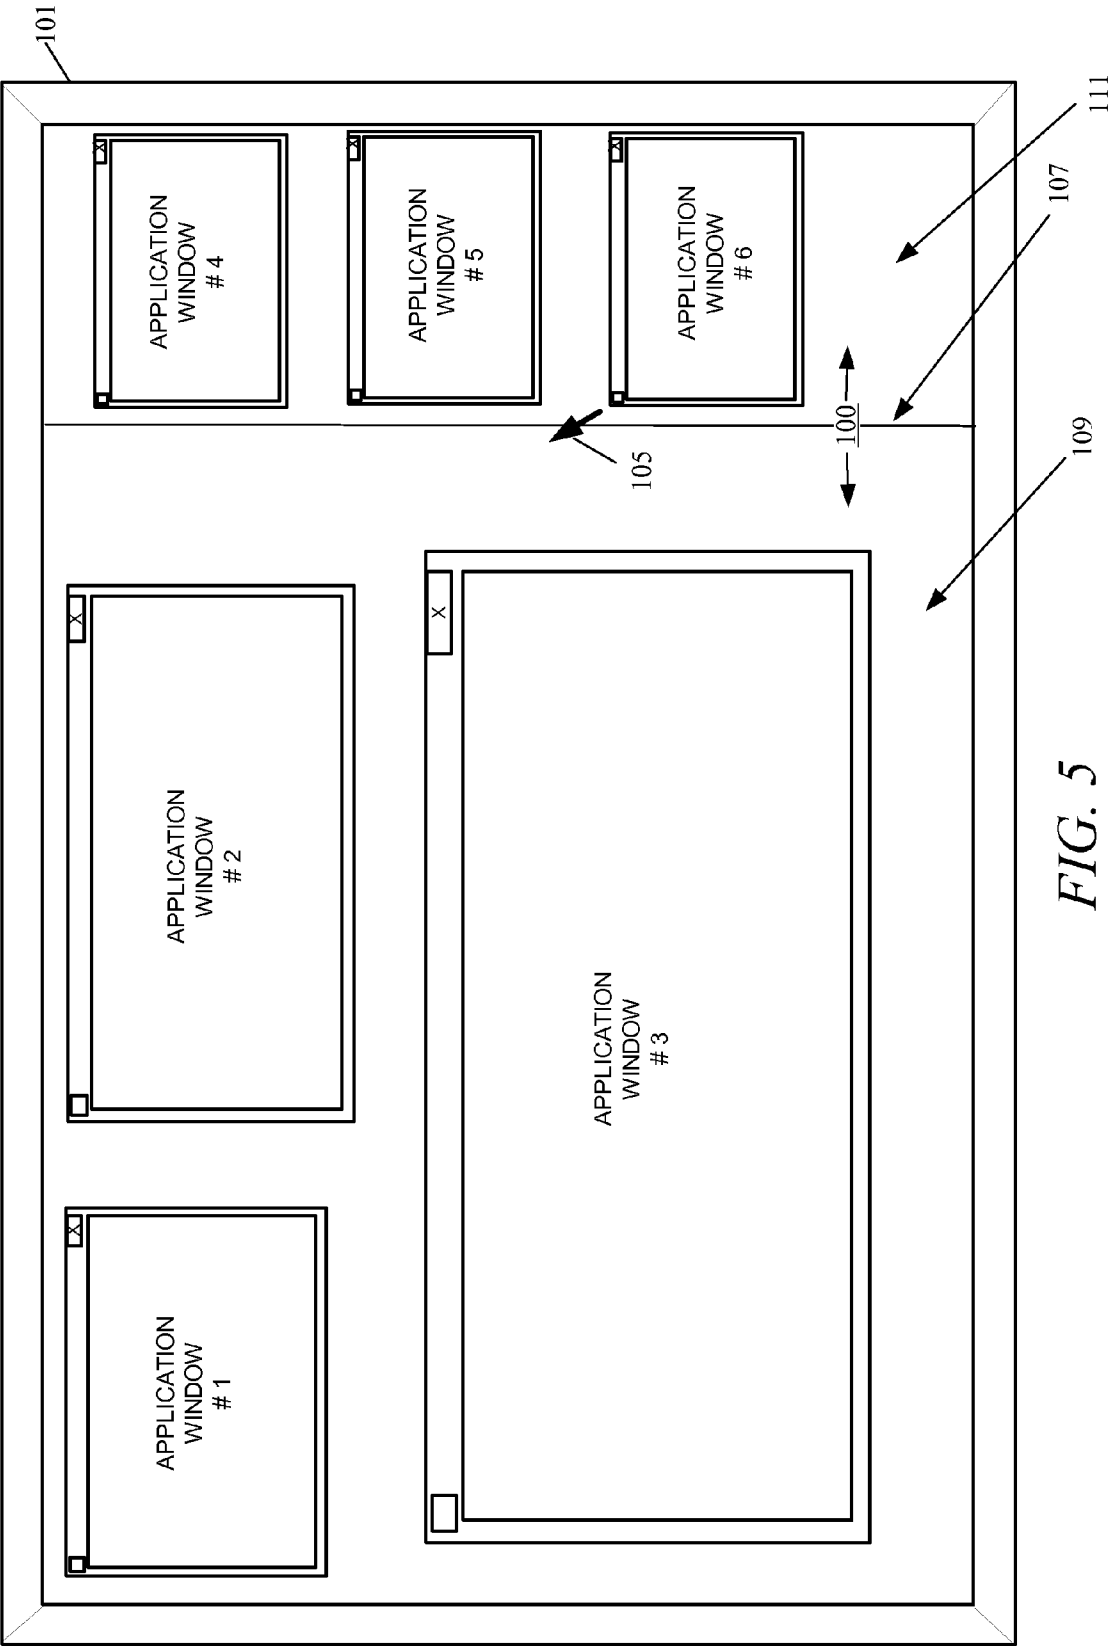 101
APPLICATION
WINDOW
# 1
APPLICATION
WINDOW
# 2
APPLICATION
WINDOW
# 3
APPLICATION
WINDOW
# 4
APPLICATION
WINDOW
# 5
APPLICATION
WINDOW
# 6
X
X
X
X
X
X
105
100
109
107
111
FIG. 5